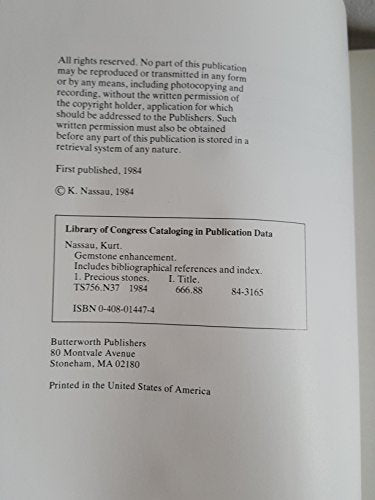 All rights reserved. No part of this publication
may be reproduced or transmitted in any form
or by any means, including photocopying and
recording, without the written permission of
the copyright holder, application for which
should be addressed to the Publishers. Such
written permission must also be obtained
before any part of this publication is stored in a
retrieval system of any nature.
First published, 1984
© K. Nassau, 1984
Library of Congress Cataloging in Publication Data
Nassau, Kurt.
Gemstone enhancement.
Includes bibliographical references and index.
1. Precious stones. I. Title.
TS756.N37 1984 666.88 84-3165
ISBN 0-408-01447-4
Butterworth Publishers
80 Montvale Avenue
Stoneham, MA 02180
Printed in the United States of America